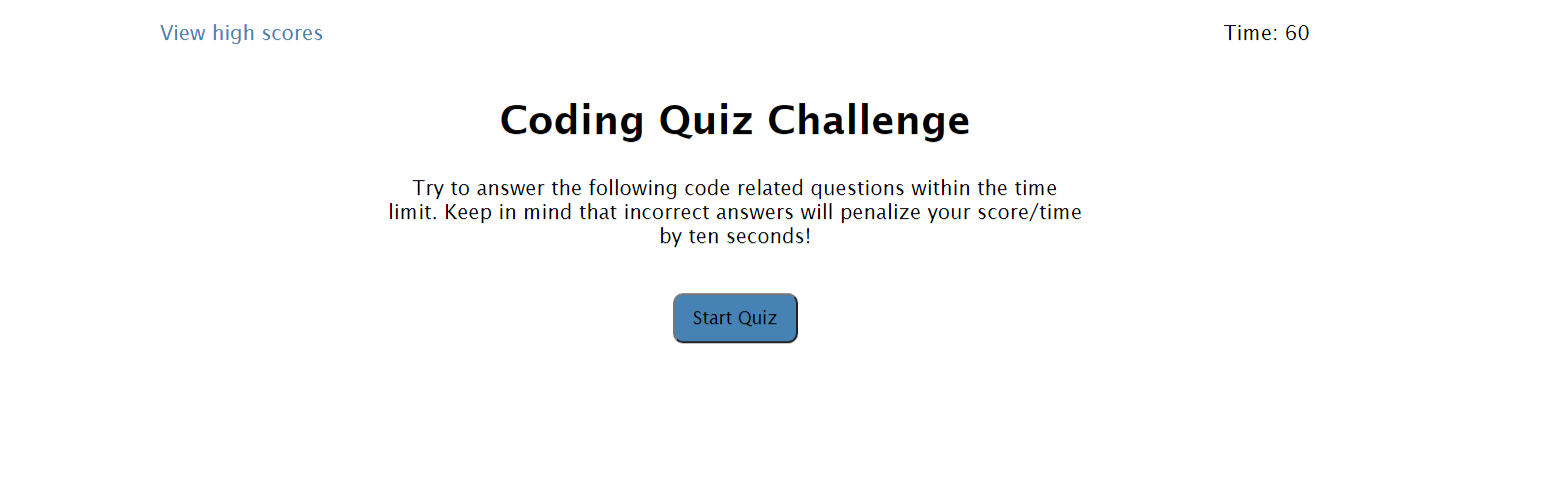 View high scores
Time: 60
Coding Quiz Challenge
Try to answer the following code related questions within the time
limit. Keep in mind that incorrect answers will penalize your score/time
by ten seconds!
Start Quiz